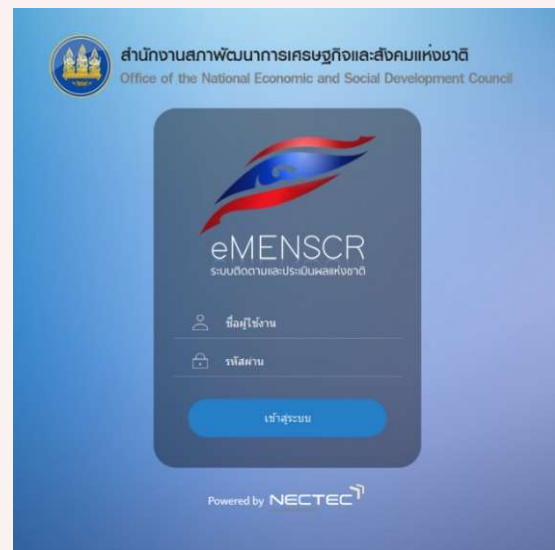 สำนักงานสภาพัฒนาการเศรษฐกิจและสังคมแห่งชาติ
Office of the National Economic and Social Development Council
eMENSCR
ระบบติดตามและประเมินผลแห่งชาติ
ชื่อผู้ใช้งาน
รหัสผ่าน
เข้าสู่ระบบ
Powered by NECTEC